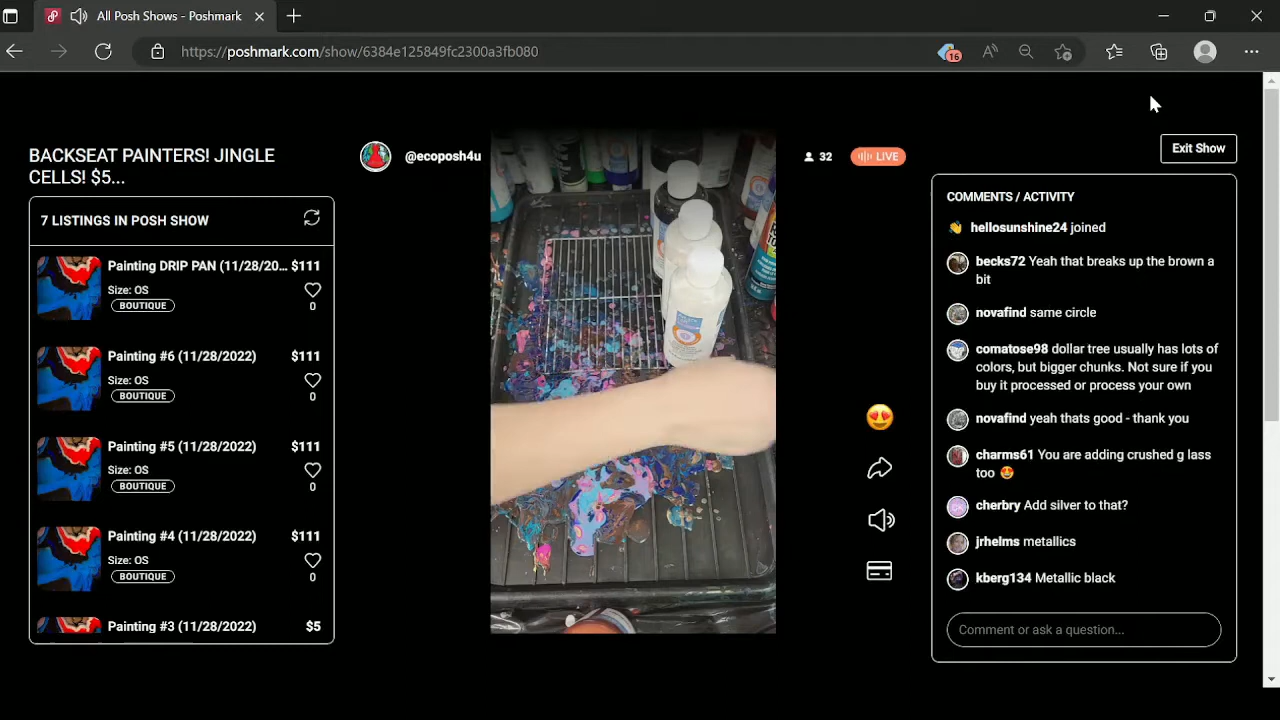 All Posh Shows - Poshmark
https://poshmark.com/show/6384e125849fc2300a3fb080
16
BACKSEAT PAINTERS! JINGLE
CELLS! $5...
@ecoposh4u
32
LIVE
Exit Show
7 LISTINGS IN POSH SHOW
Painting DRIP PAN (11/28/20... $111
Size: OS
BOUTIQUE
0
Painting #6 (11/28/2022) $111
Size: OS
BOUTIQUE
0
Painting #5 (11/28/2022) $111
Size: OS
BOUTIQUE
0
Painting #4 (11/28/2022) $111
Size: OS
BOUTIQUE
0
Painting #3 (11/28/2022) $5
COMMENTS / ACTIVITY
👋 hellosunshine24 joined
becks72 Yeah that breaks up the brown a
bit
novafind same circle
comatose98 dollar tree usually has lots of
colors, but bigger chunks. Not sure if you
buy it processed or process your own
novafind yeah thats good - thank you
charms61 You are adding crushed g lass
too 😍
cherbry Add silver to that?
jrhelms metallics
kberg134 Metallic black
Comment or ask a question...